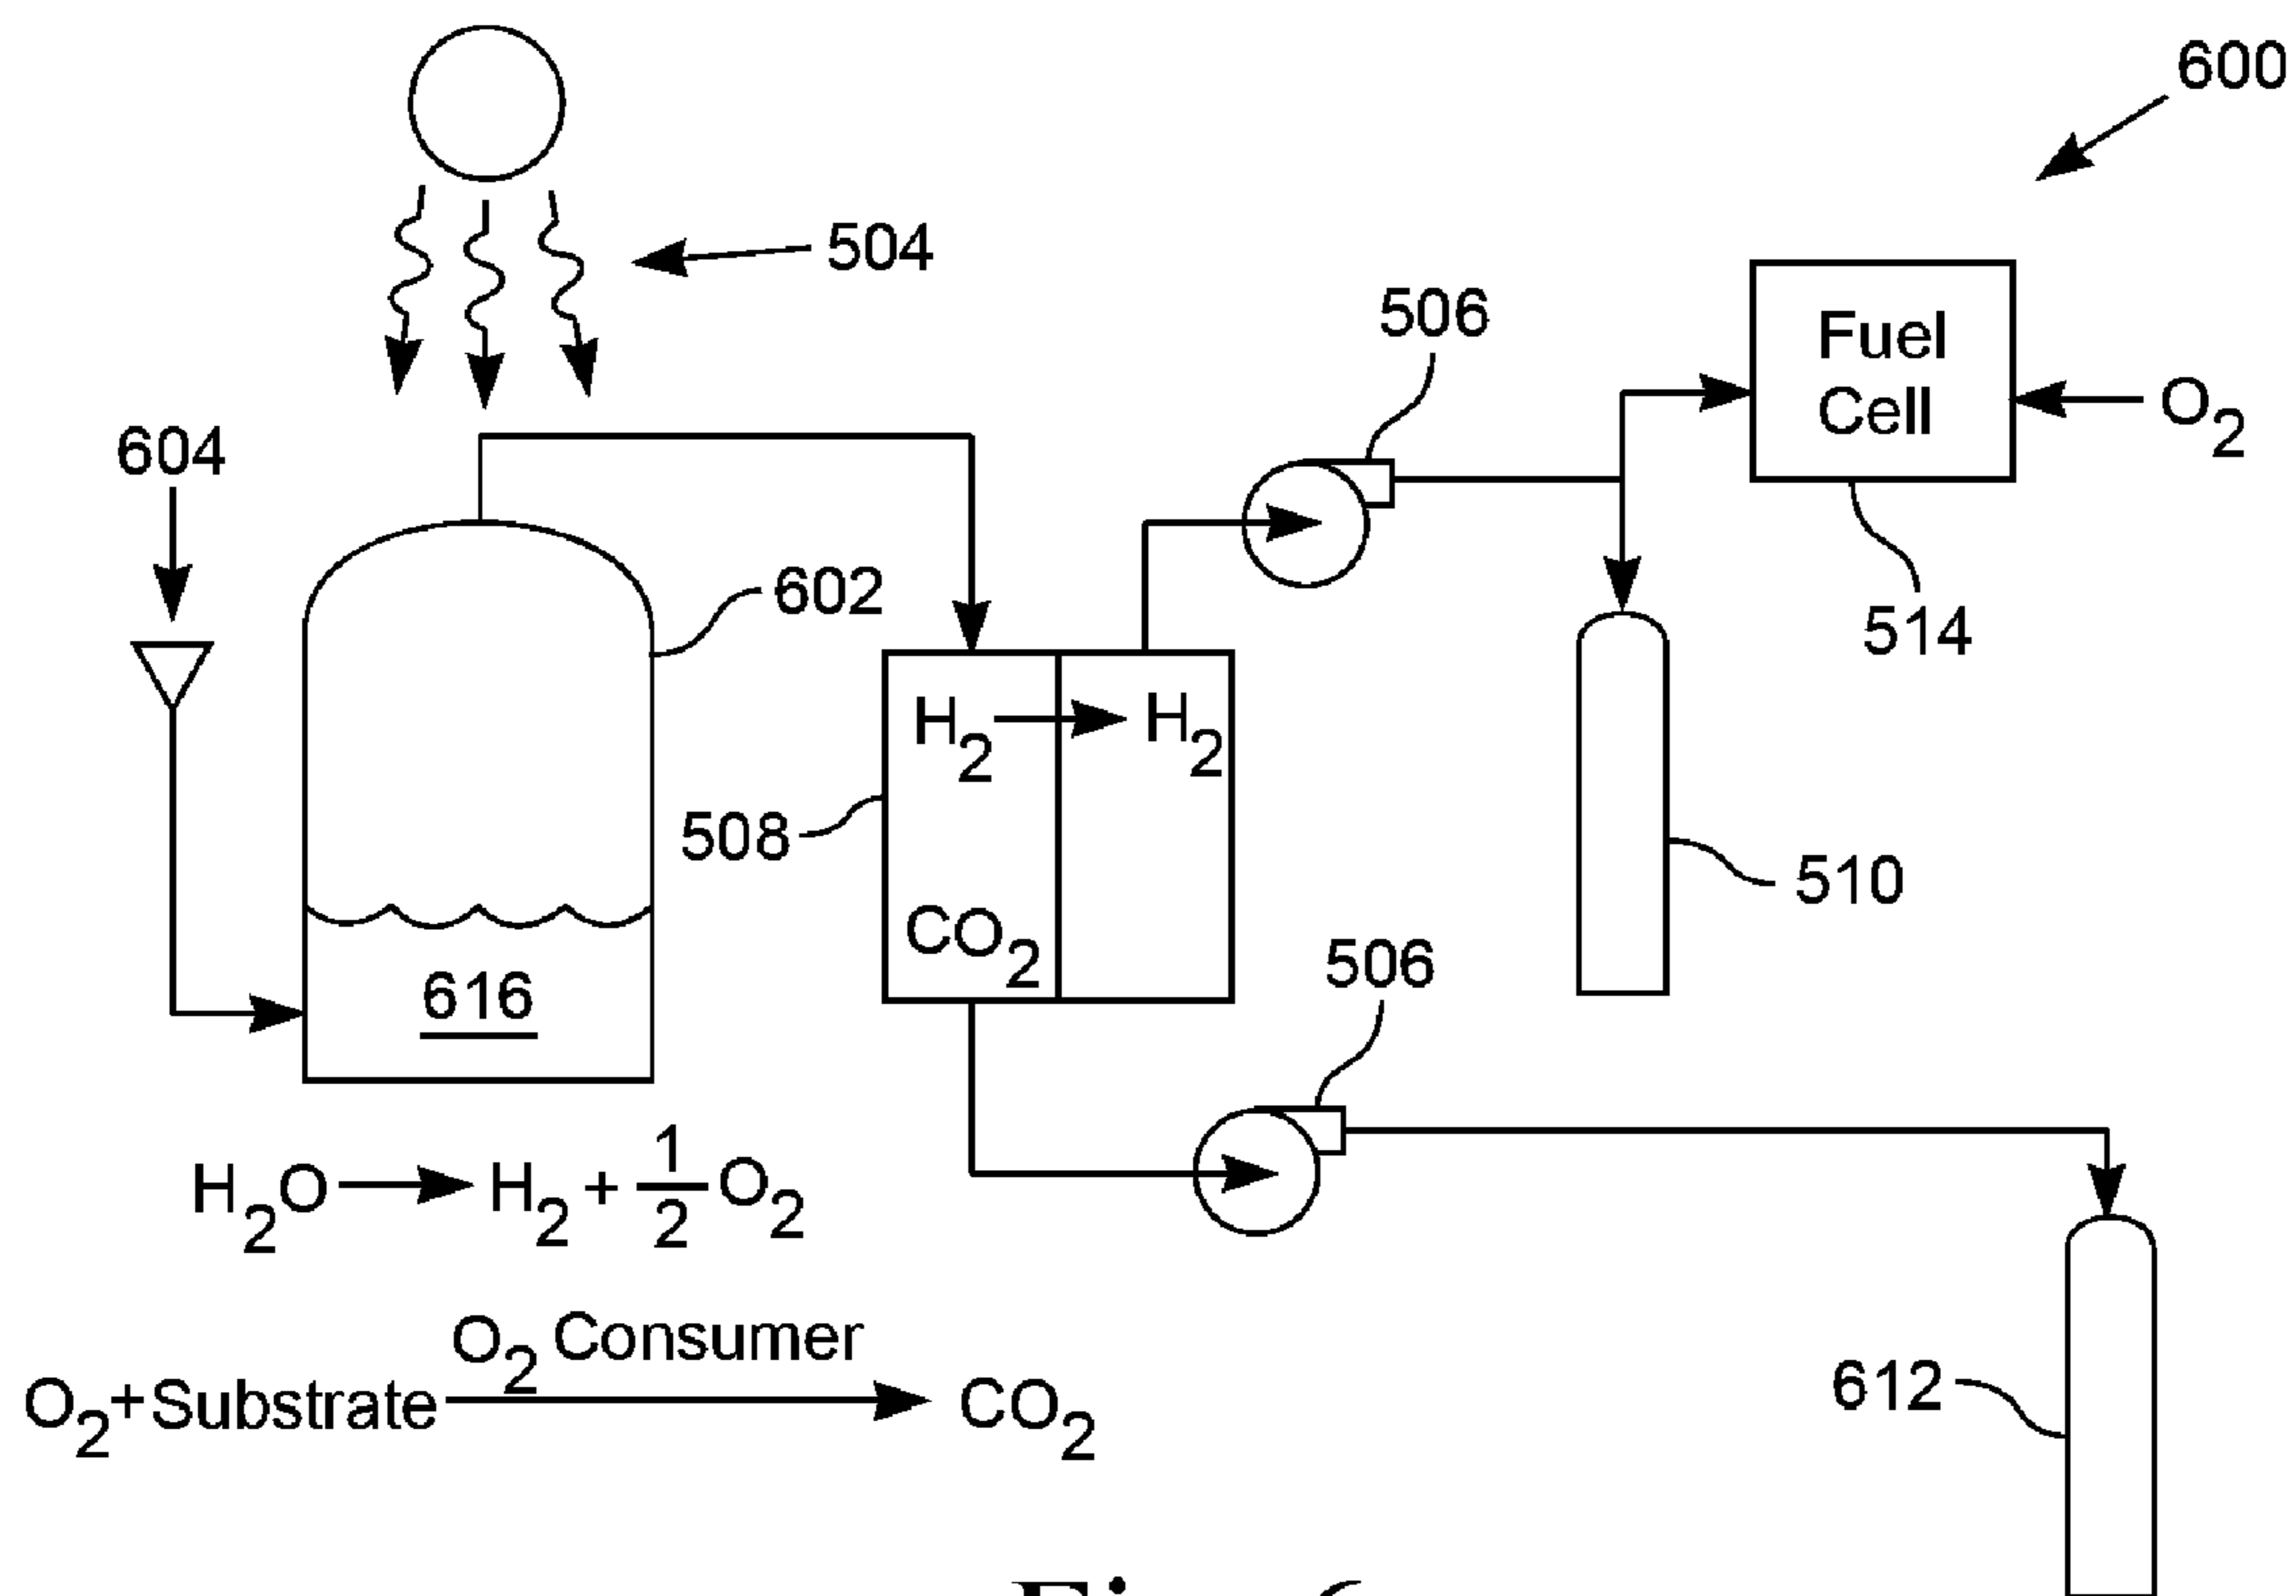 600
504
506
Fuel
Cell
O2
604
602
514
H2 → H2
508
510
CO2
506
616
H2O → H2 + 1/2 O2
O2 Consumer
O2+Substrate → CO2
612